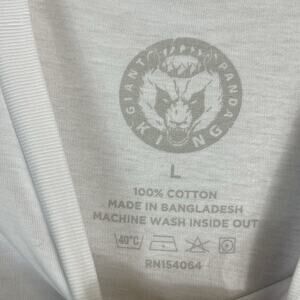 GIANT PANDA
KING
L
100% COTTON
MADE IN BANGLADESH
MACHINE WASH INSIDE OUT
40°C
RN154064